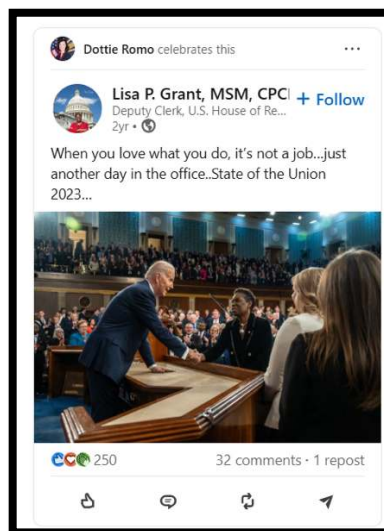 Dottie Romo celebrates this
Lisa P. Grant, MSM, CPC
+ Follow
Deputy Clerk, U.S. House of Re...
2yr •
When you love what you do, it's not a job...just
another day in the office..State of the Union
2023...
250
32 comments · 1 repost